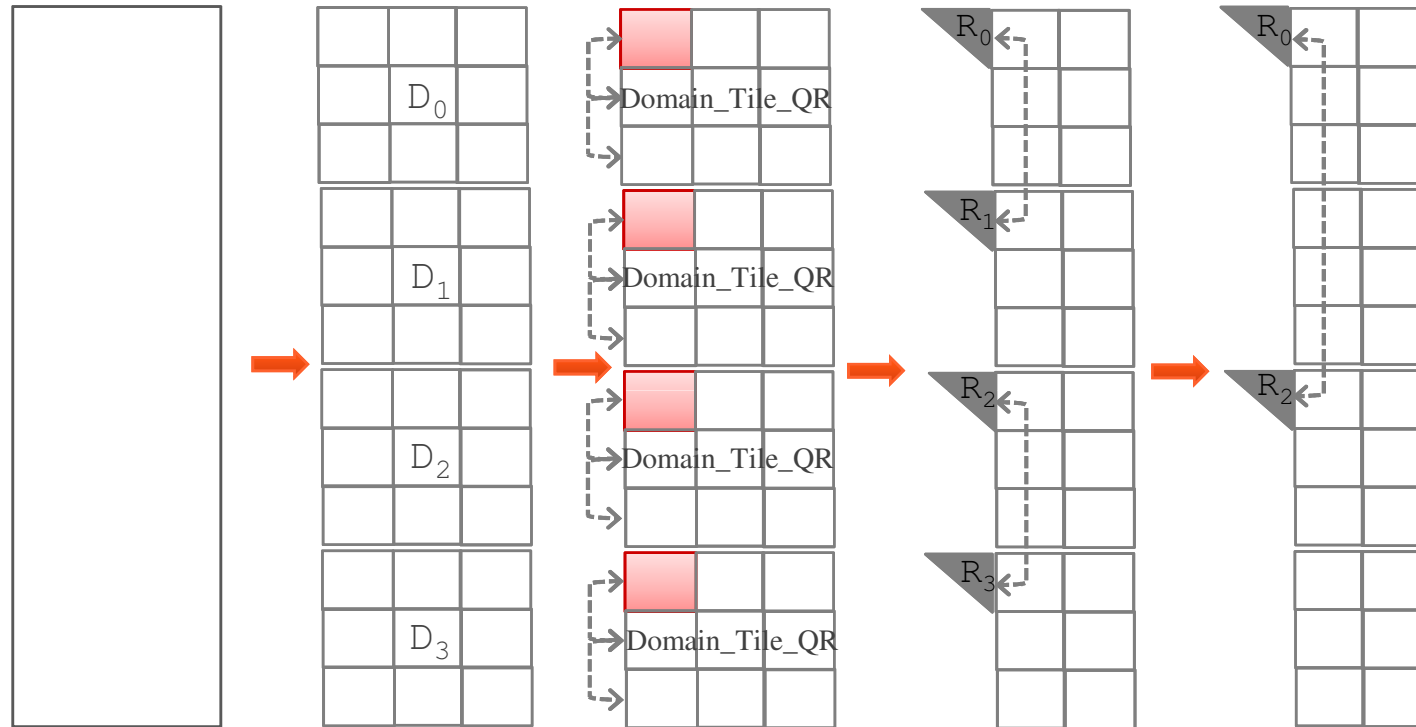 D₀
D₁
D₂
D₃
Domain_Tile_QR
Domain_Tile_QR
Domain_Tile_QR
Domain_Tile_QR
R₀
R₁
R₂
R₃
R₀
R₂